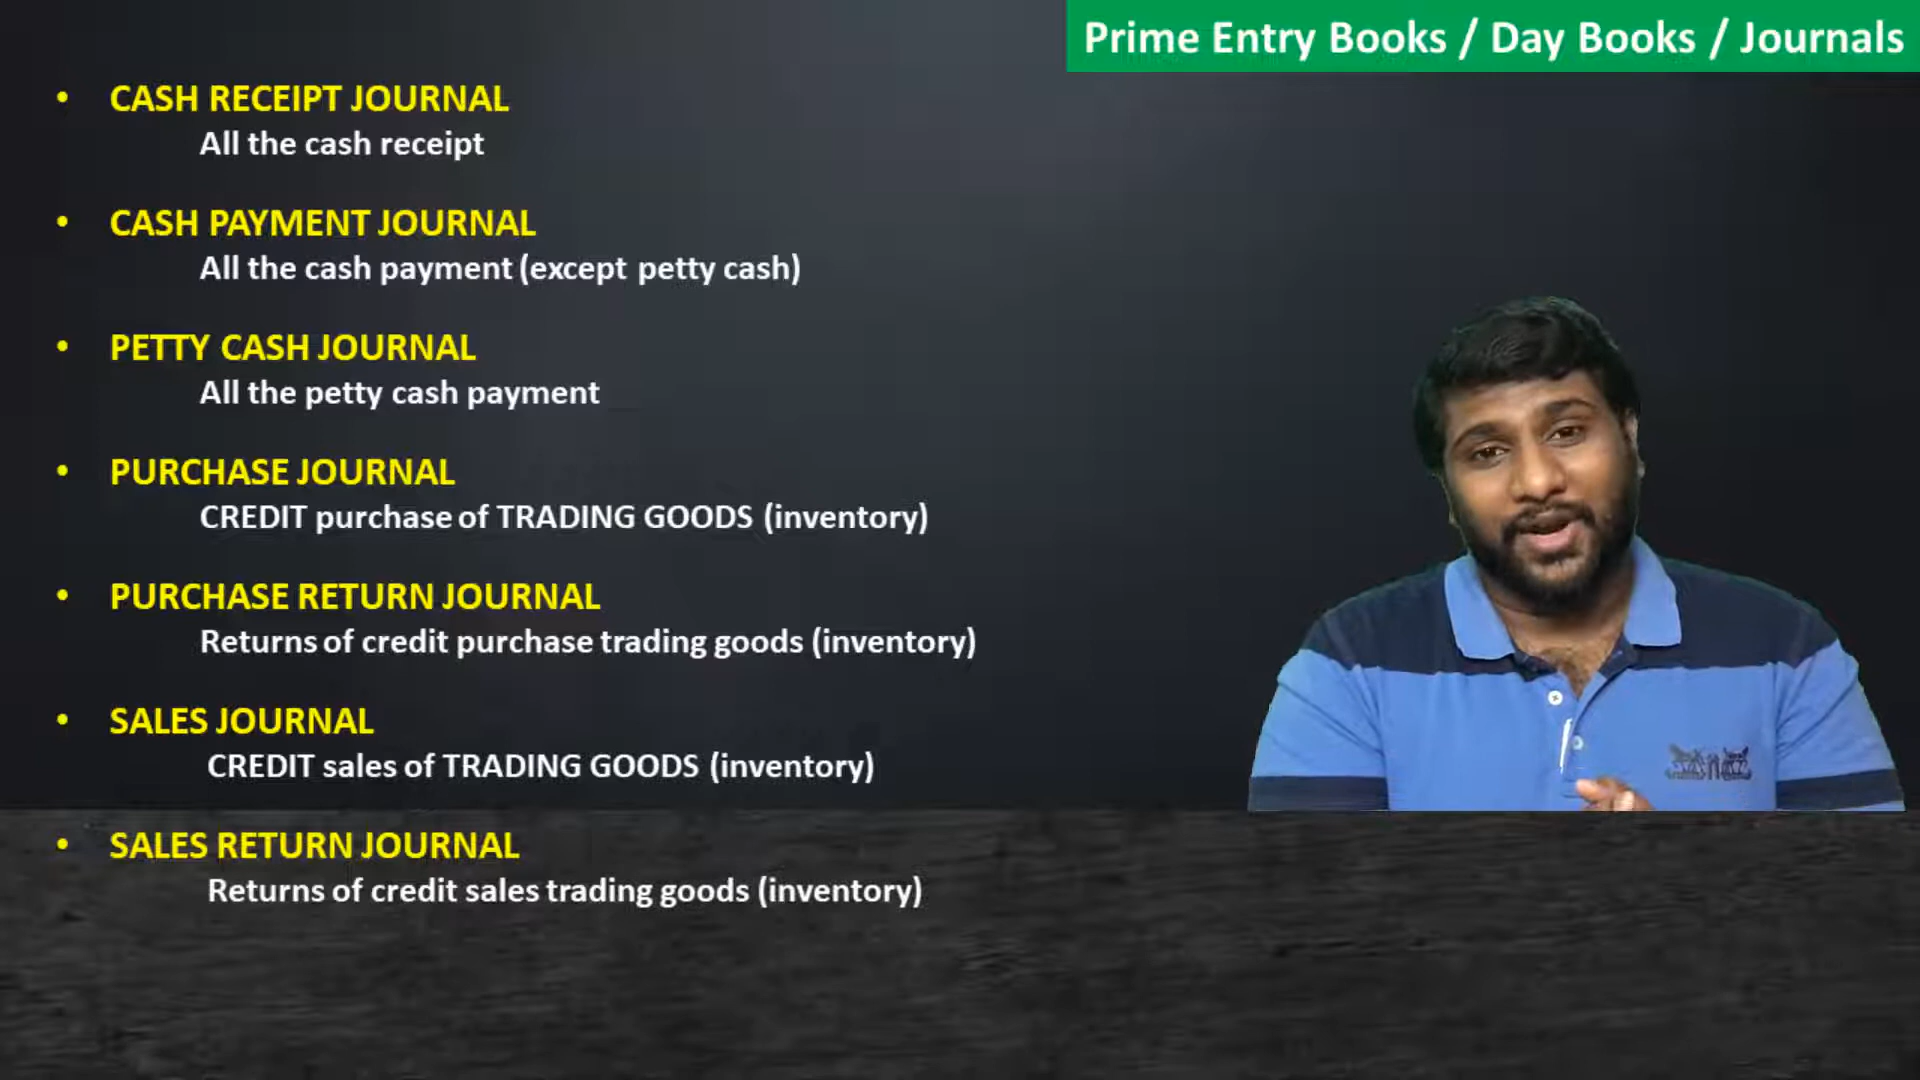 Prime Entry Books / Day Books / Journals
• CASH RECEIPT JOURNAL
All the cash receipt
• CASH PAYMENT JOURNAL
All the cash payment (except petty cash)
• PETTY CASH JOURNAL
All the petty cash payment
• PURCHASE JOURNAL
CREDIT purchase of TRADING GOODS (inventory)
• PURCHASE RETURN JOURNAL
Returns of credit purchase trading goods (inventory)
• SALES JOURNAL
CREDIT sales of TRADING GOODS (inventory)
• SALES RETURN JOURNAL
Returns of credit sales trading goods (inventory)